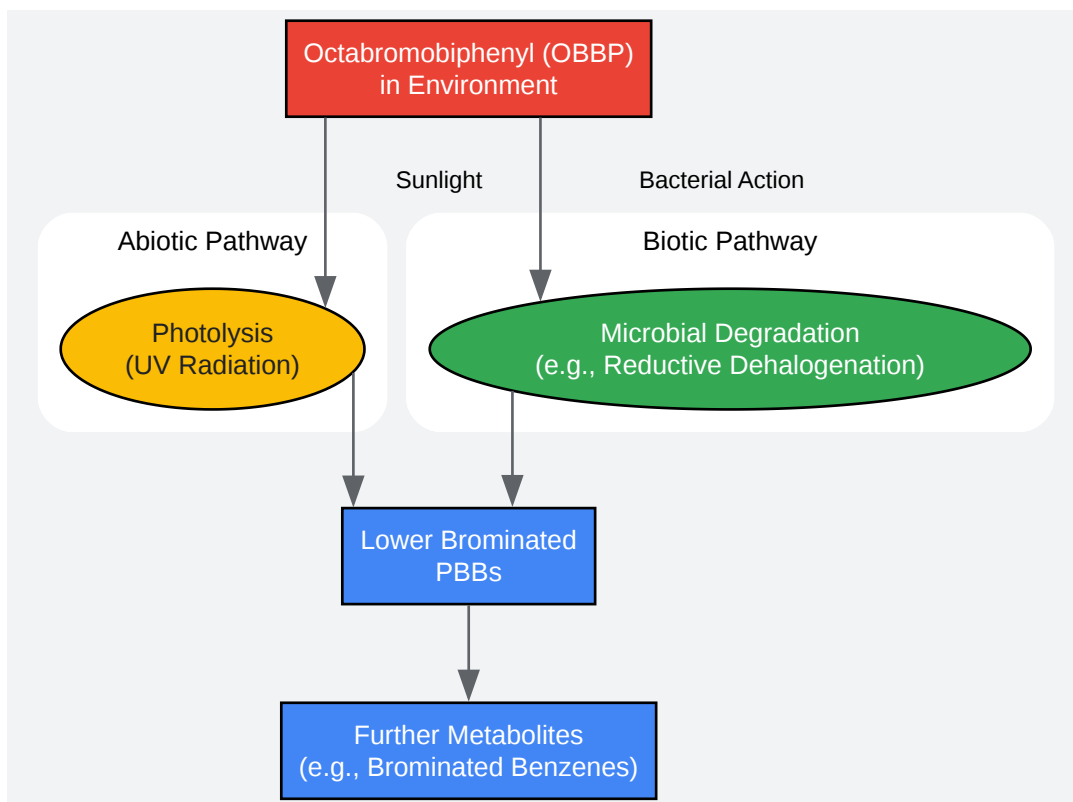 Octabromobiphenyl (OBBP)
in Environment
Sunlight
Bacterial Action
Abiotic Pathway
Biotic Pathway
Photolysis
(UV Radiation)
Microbial Degradation
(e.g., Reductive Dehalogenation)
Lower Brominated
PBBs
Further Metabolites
(e.g., Brominated Benzenes)